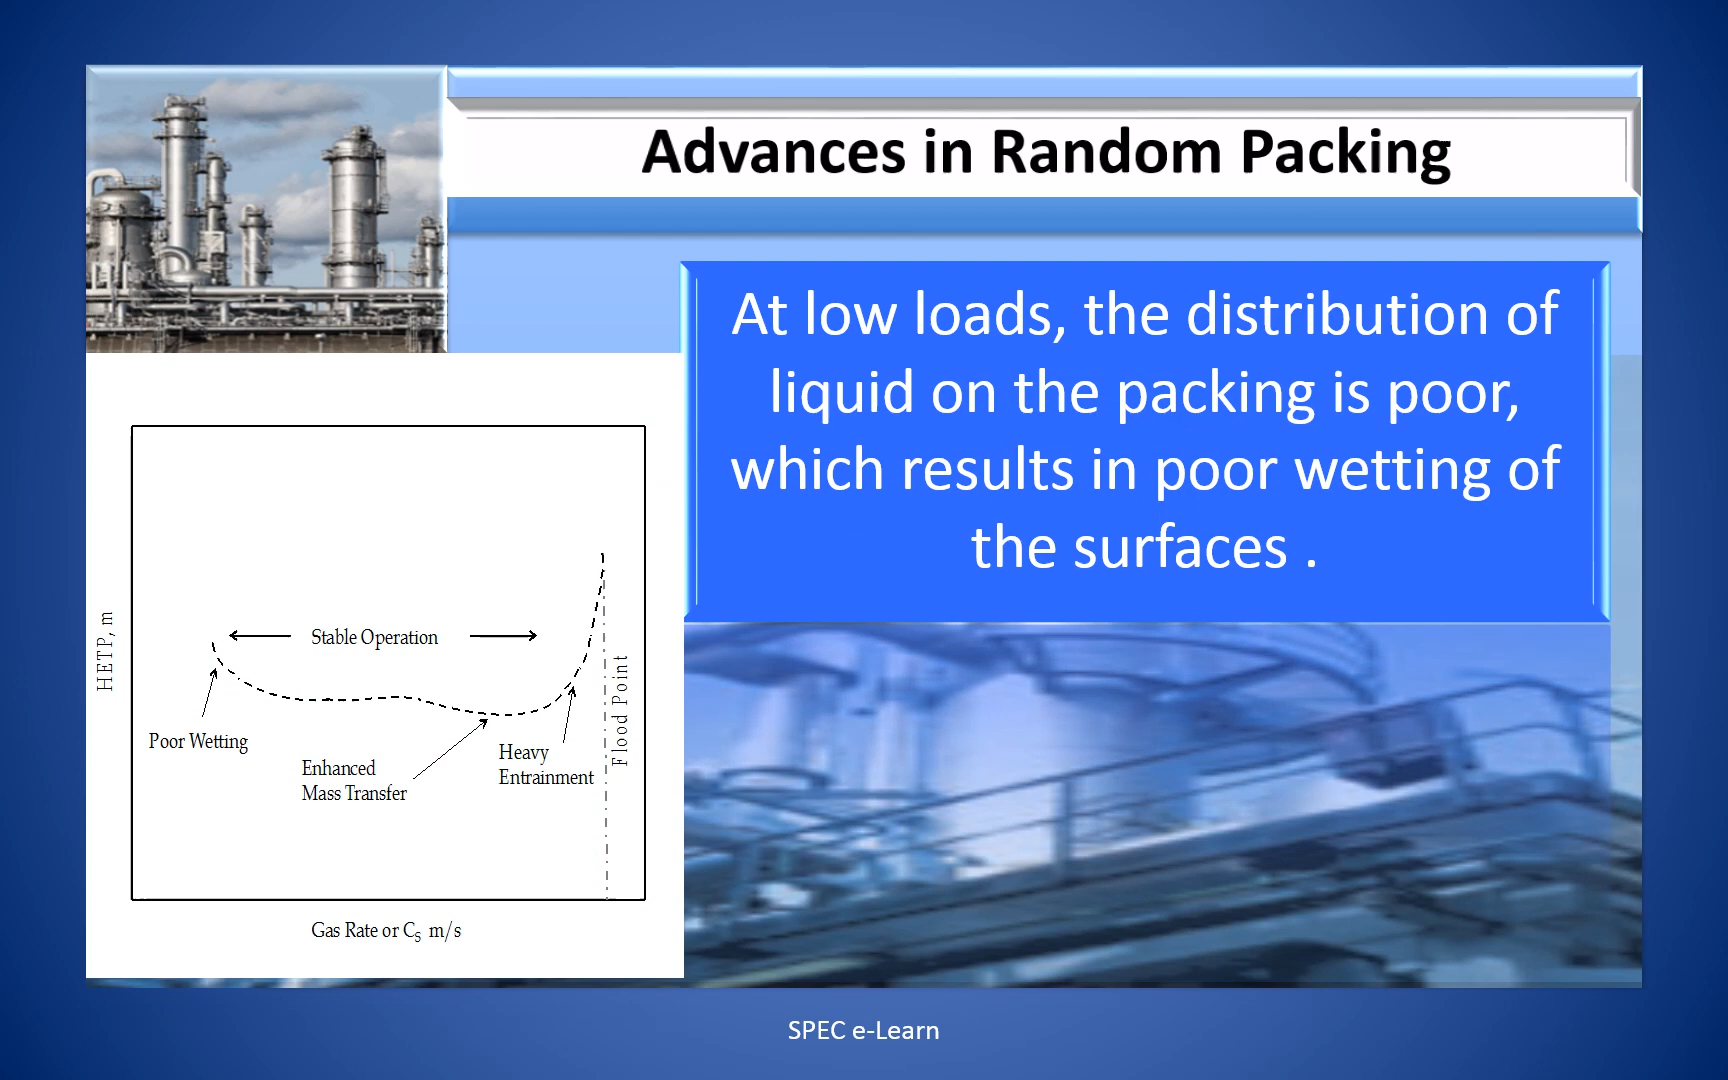 Advances in Random Packing
At low loads, the distribution of
liquid on the packing is poor,
which results in poor wetting of
the surfaces .
HETP, m
Stable Operation
Poor Wetting
Enhanced
Mass Transfer
Heavy
Entrainment
Flood Point
Gas Rate or CS m/s
SPEC e-Learn